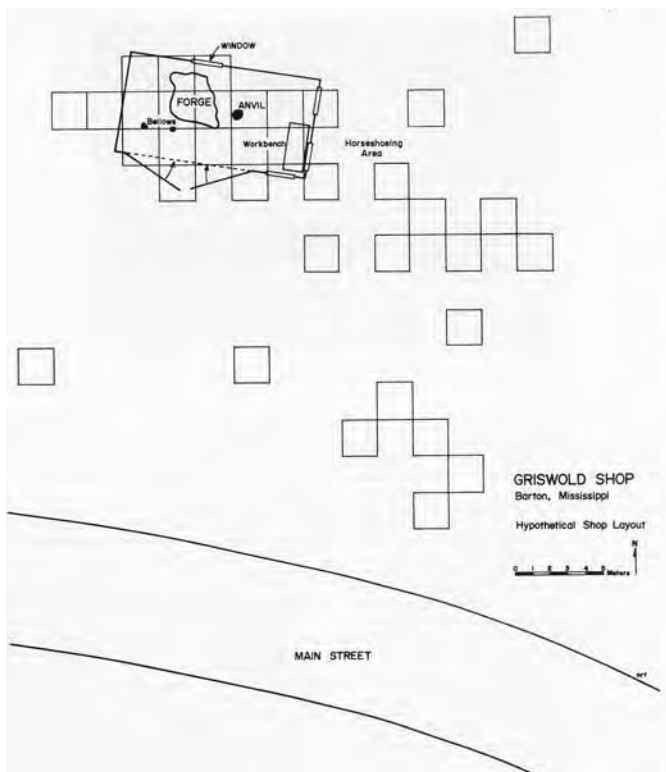 WINDOW
FORGE
ANVIL
Bellows
Workbench
Horseshoeing
Area
GRISWOLD SHOP
Barton, Mississippi
Hypothetical Shop Layout
N
0 1 2 3 4 5
Meters
MAIN STREET